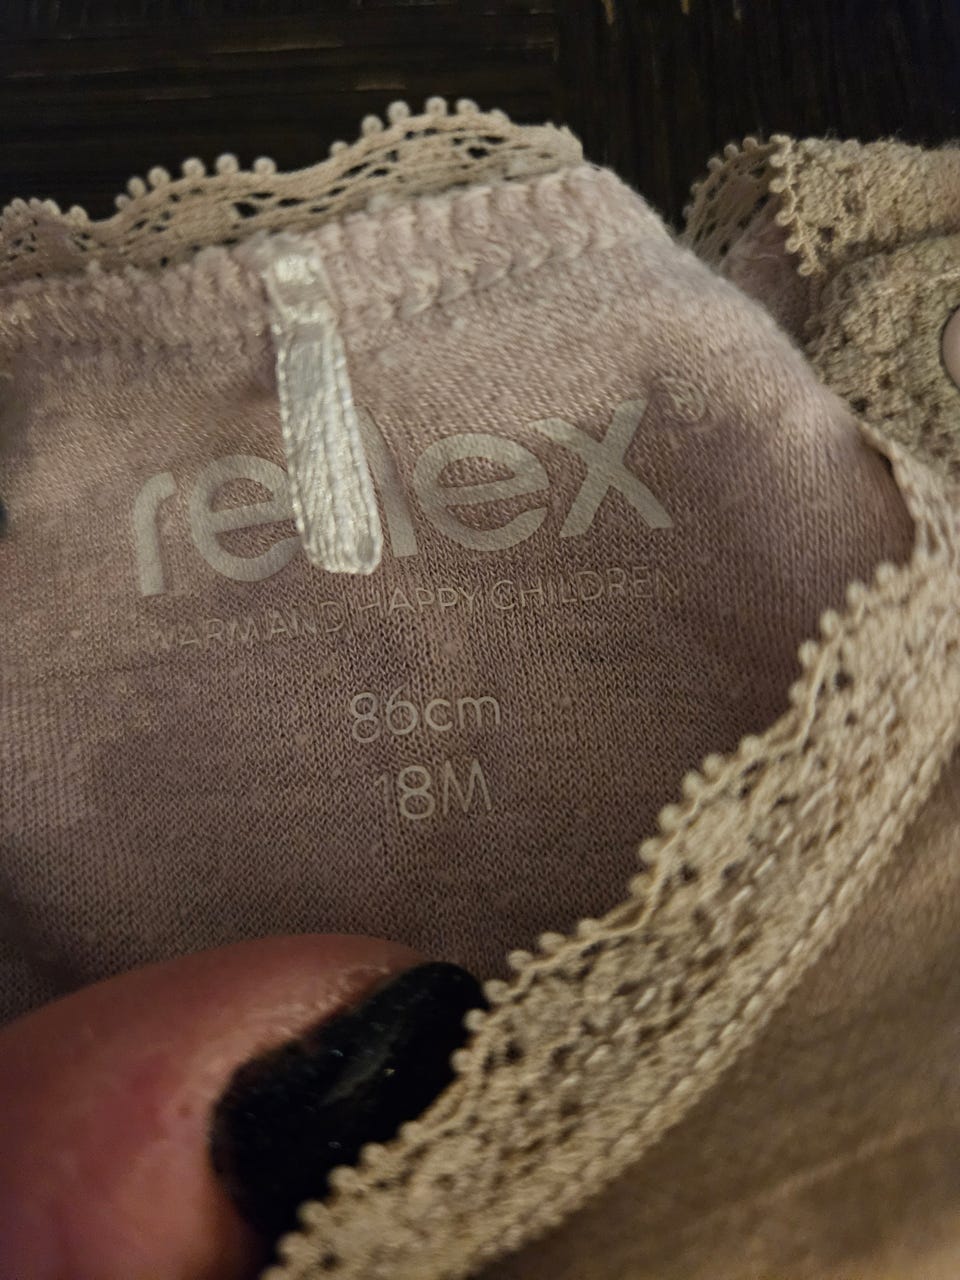 reflex®
WARM AND HAPPY CHILDREN
86cm
18M